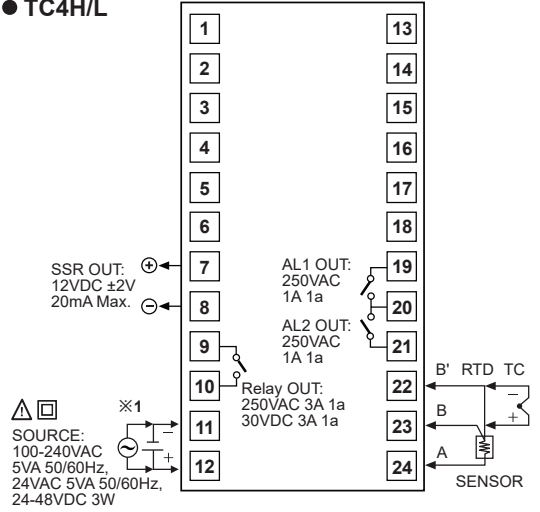 ● TC4H/L
1
2
3
4
5
6
7
8
9
10
11
12
13
14
15
16
17
18
19
20
21
22
23
24
SSR OUT:
12VDC ±2V
20mA Max.
+
−
AL1 OUT:
250VAC
1A 1a
AL2 OUT:
250VAC
1A 1a
Relay OUT:
250VAC 3A 1a
30VDC 3A 1a
※1
−
+
SOURCE:
100-240VAC
5VA 50/60Hz,
24VAC 5VA 50/60Hz,
24-48VDC 3W
B' RTD TC
−
B
+
A
SENSOR